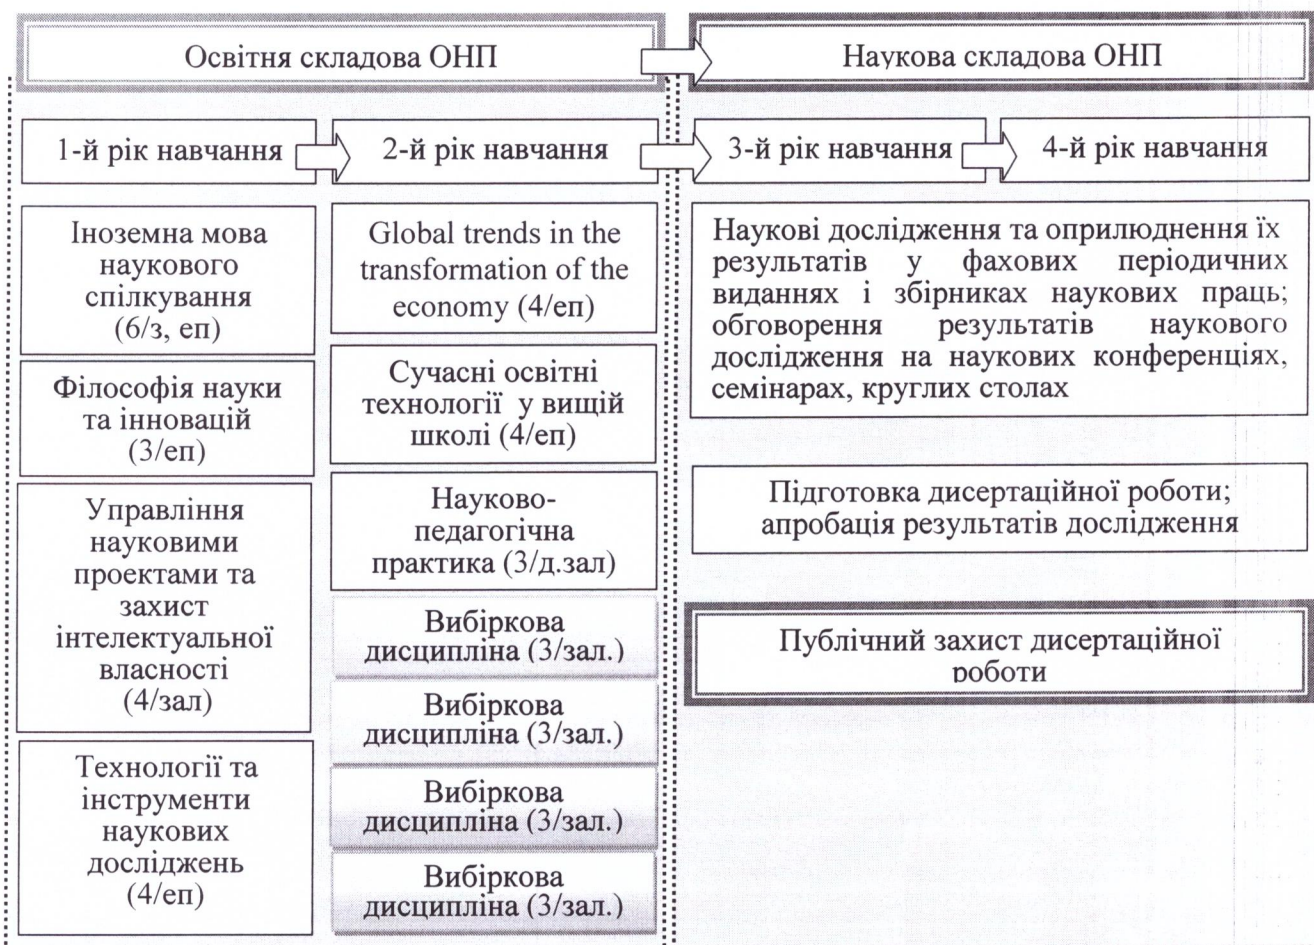 Освітня складова ОНП
Наукова складова ОНП
1-й рік навчання
2-й рік навчання
3-й рік навчання
4-й рік навчання
Іноземна мова
наукового
спілкування
(6/з, еп)
Філософія науки
та інновацій
(3/еп)
Управління
науковими
проектами та
захист
інтелектуальної
власності
(4/зал)
Технології та
інструменти
наукових
досліджень
(4/еп)
Global trends in the
transformation of the
economy (4/еп)
Сучасні освітні
технології у вищій
школі (4/еп)
Науково-
педагогічна
практика (3/д.зал)
Вибіркова
дисципліна (3/зал.)
Вибіркова
дисципліна (3/зал.)
Вибіркова
дисципліна (3/зал.)
Вибіркова
дисципліна (3/зал.)
Наукові дослідження та оприлюднення їх
результатів у фахових періодичних
виданнях і збірниках наукових праць;
обговорення результатів наукового
дослідження на наукових конференціях,
семінарах, круглих столах
Підготовка дисертаційної роботи;
апробація результатів дослідження
Публічний захист дисертаційної
роботи